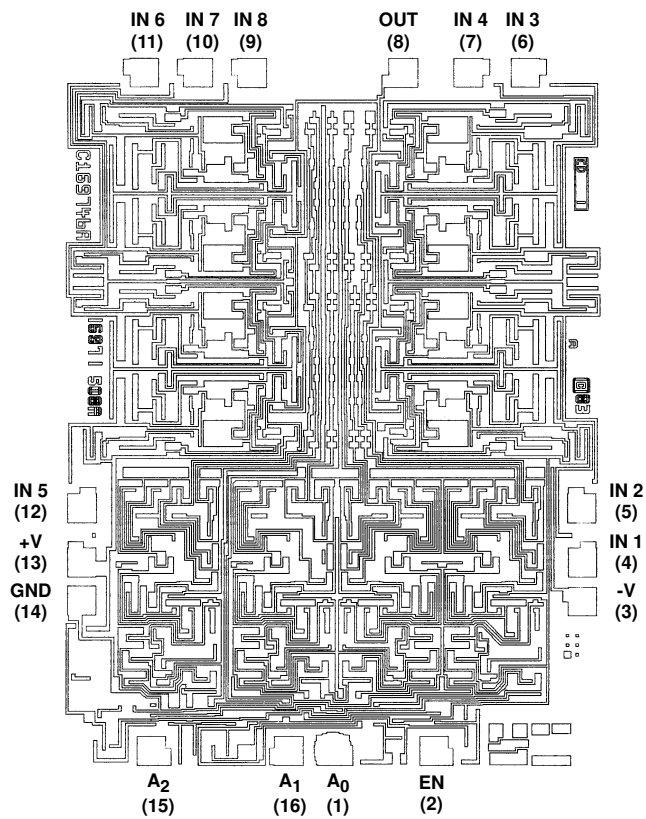 IN 6 IN 7 IN 8 OUT IN 4 IN 3
(11) (10) (9) (8) (7) (6)
IN 5
(12)
+V
(13)
GND
(14)
IN 2
(5)
IN 1
(4)
-V
(3)
A2 A1 A0 EN
(15) (16) (1) (2)